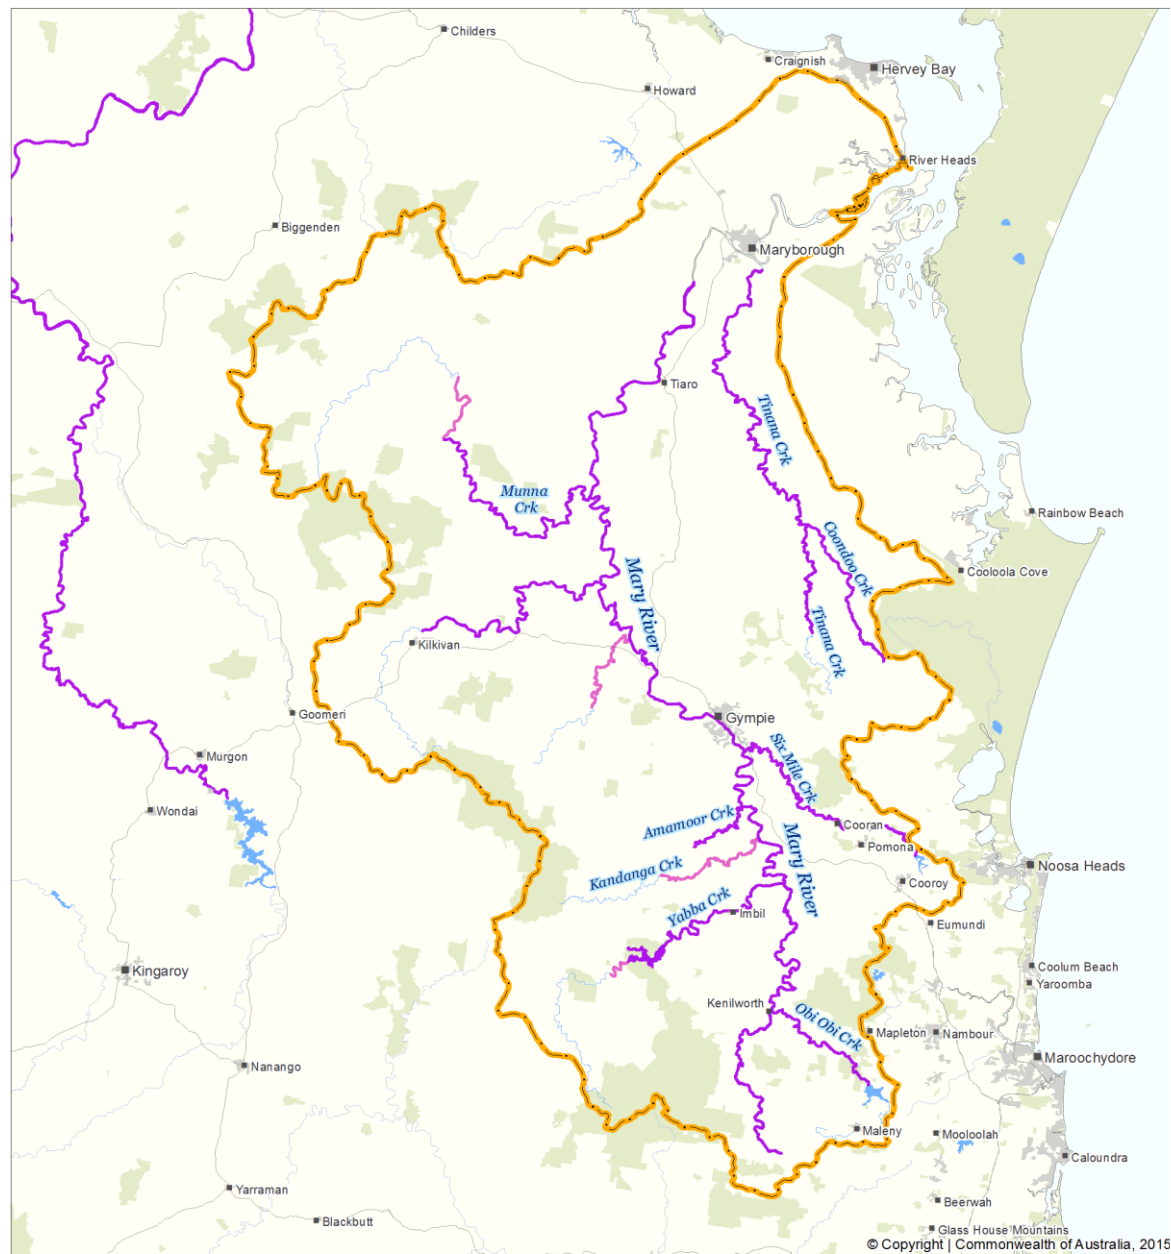 Childers
Craignish
Hervey Bay
Howard
River Heads
Biggenden
Maryborough
Tiaro
Tinana Crk
Munna
Crk
Rainbow Beach
Coondoo Crk
Mary River
Cooloola Cove
Tinana Crk
Kilkivan
Goomeri
Gympie
Six Mile Crk
Murgon
Wondai
Amamoor Crk
Cooran
Mary River
Pomona
Kandanga Crk
Noosa Heads
Cooroy
Yabba Crk
Imbil
Eumundi
Kingaroy
Coolum Beach
Yaroomba
Kenilworth
Obi Obi Crk
Mapleton
Nambour
Maroochydore
Nanango
Maleny
Mooloolah
Caloundra
Yarraman
Beerwah
Blackbutt
Glass House Mountains
© Copyright | Commonwealth of Australia, 2015